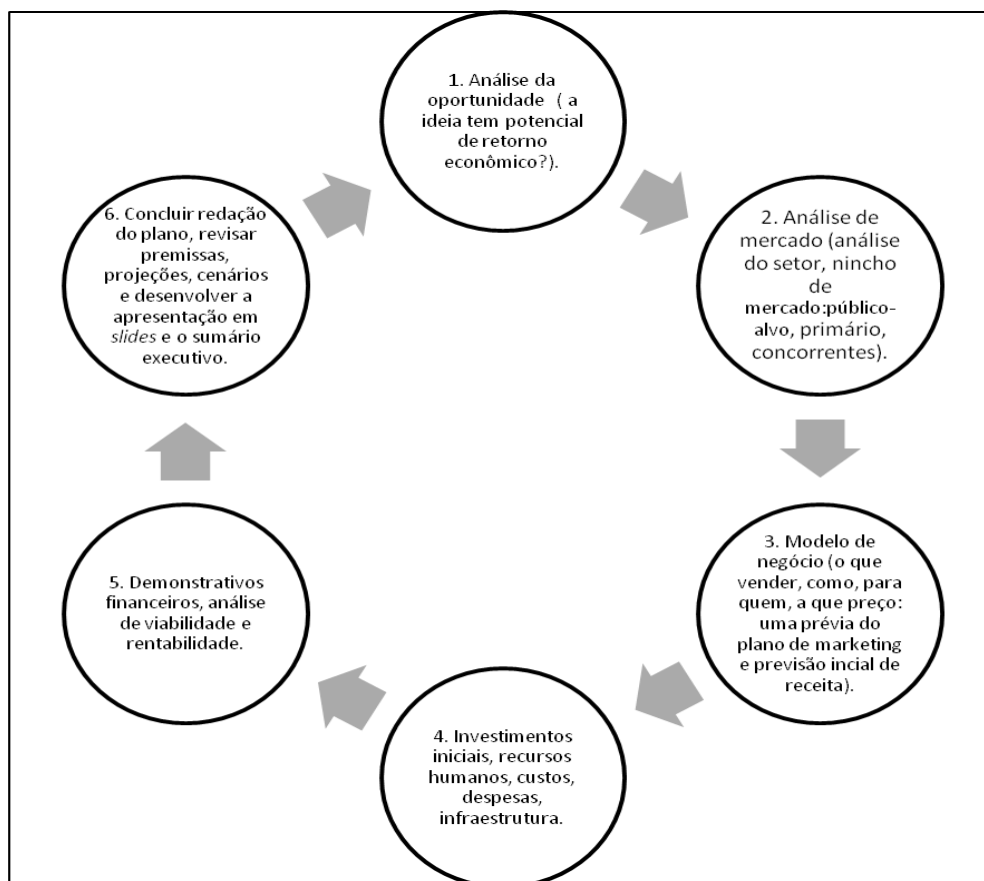 1. Análise da
oportunidade ( a
ideia tem potencial
de retorno
econômico?).
2. Análise de
mercado (análise
do setor, nincho
de
mercado:público-
alvo, primário,
concorrentes).
3. Modelo de
negócio (o que
vender, como, para
quem, a que preço:
uma prévia do
plano de marketing
e previsão incial de
receita).
4. Investimentos
iniciais, recursos
humanos, custos,
despesas,
infraestrutura.
5. Demonstrativos
financeiros, análise
de viabilidade e
rentabilidade.
6. Concluir redação
do plano, revisar
premissas,
projeções, cenários
e desenvolver a
apresentação em
slides e o sumário
executivo.